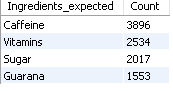 Ingredients_expected Count
Caffeine 3896
Vitamins 2534
Sugar 2017
Guarana 1553